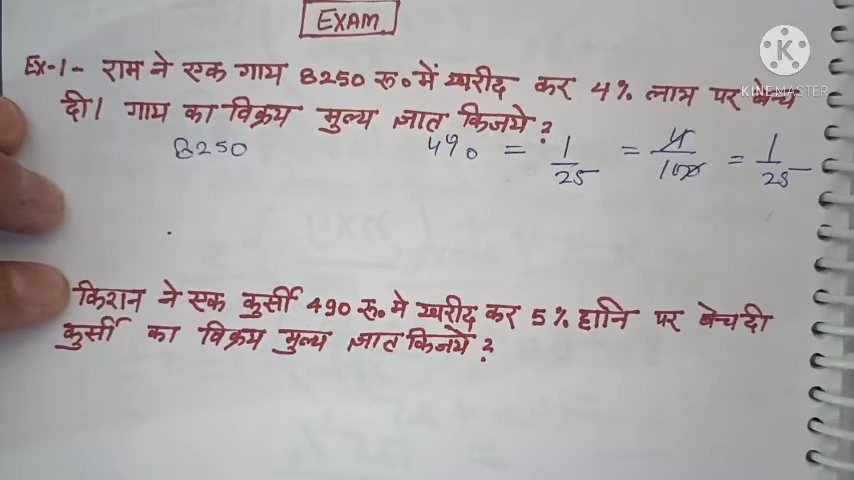 EXAM
K
KINEMASTER
Ex-1- राम ने एक गाय 8250 रु० में खरीद कर 4% लाभ पर बेच
दी। गाय का विक्रय मुल्य ज्ञात किजये?
8250 4% = 1/25 = 4/100 = 1/25
किरान ने एक कुर्सी 490 रु० मे खरीद कर 5% हानि पर बेच दी
कुर्सी का विक्रय मुल्य ज्ञात किजये?